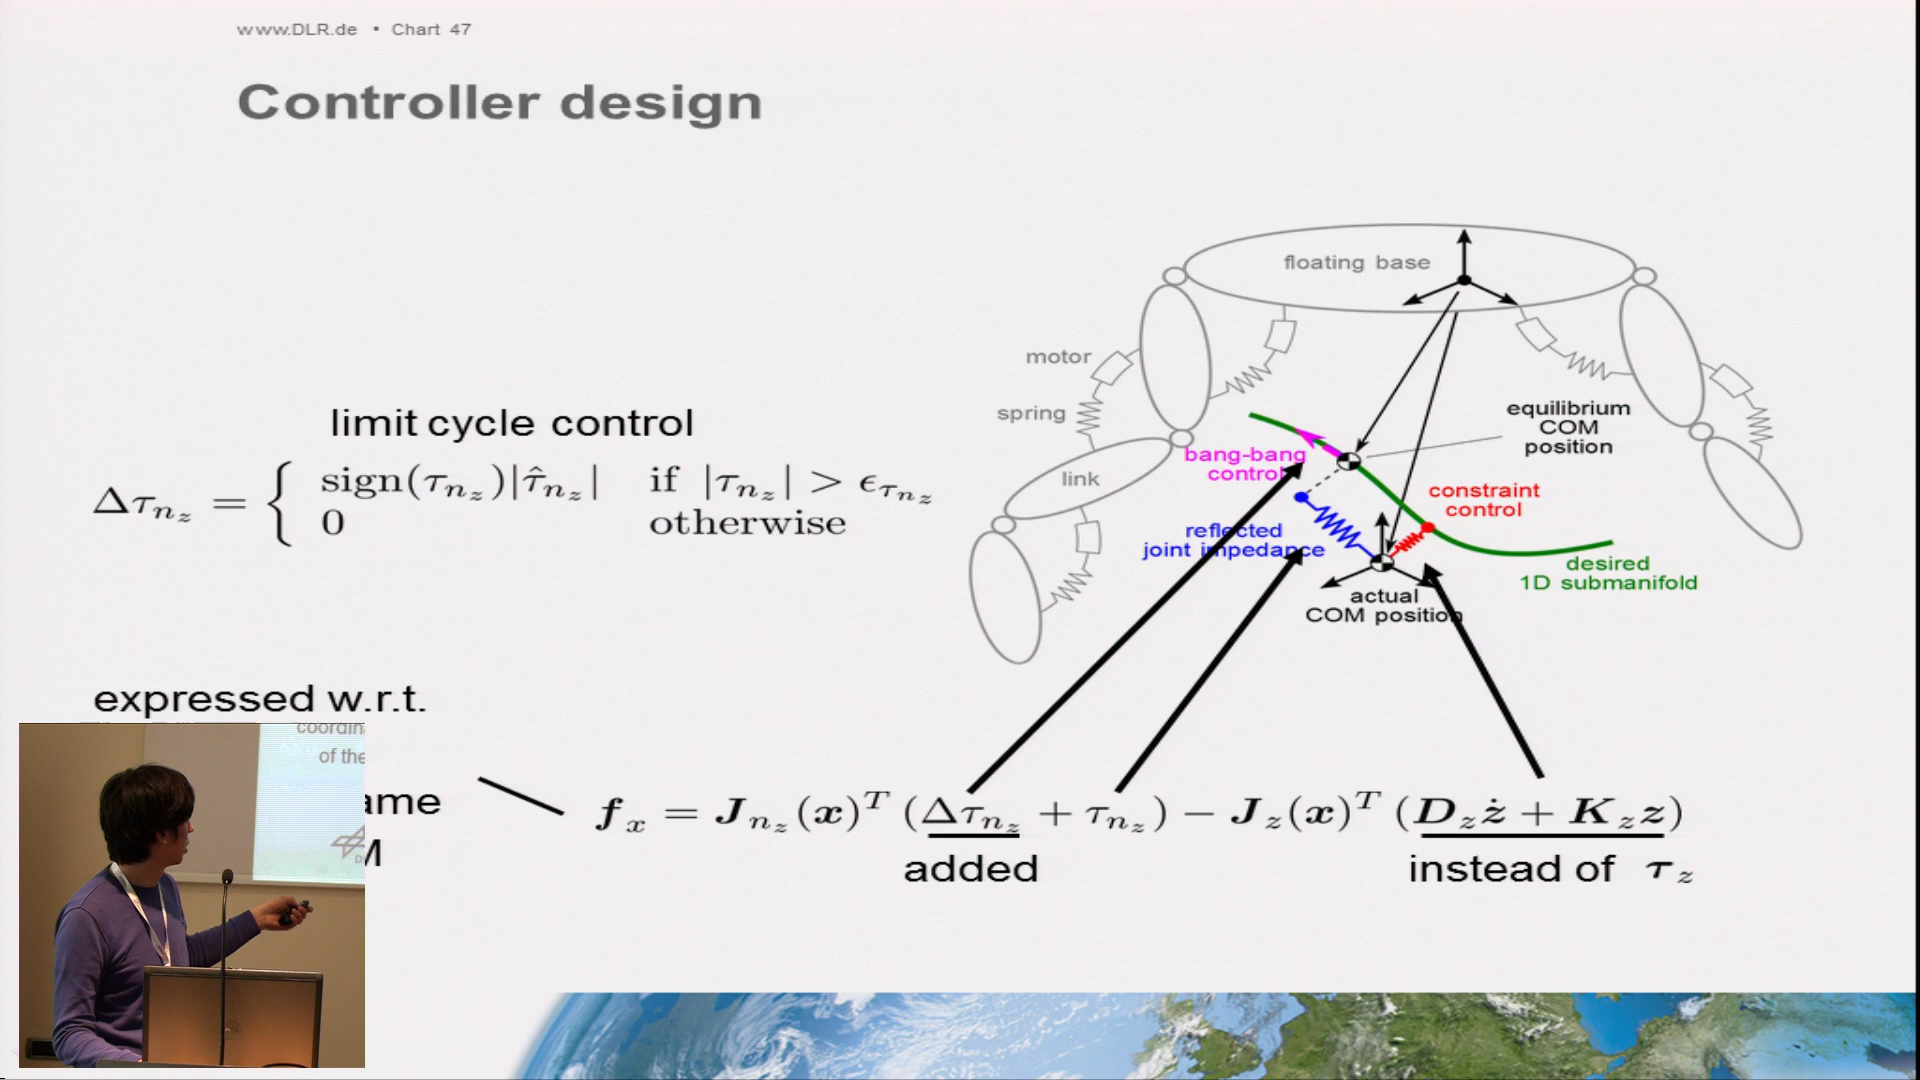 www.DLR.de • Chart 47
Controller design
floating base
motor
spring
link
equilibrium
COM
position
bang-bang
control
constraint
control
reflected
joint impedance
desired
1D submanifold
actual
COM position
limit cycle control
Δτ_{n_z} = { sign(τ_{n_z})|τ̂_{n_z}| if |τ_{n_z}| > ϵ_{τ_{n_z}}
0 otherwise
expressed w.r.t.
of the
f_x = J_{n_z}(x)^T (Δτ_{n_z} + τ_{n_z}) − J_z(x)^T (D_z ż + K_z z)
added
instead of τ_z